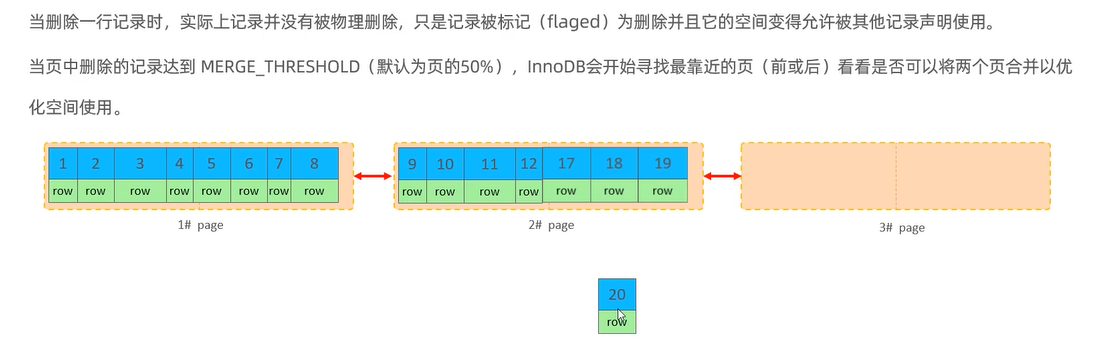 当删除一行记录时，实际上记录并没有被物理删除，只是记录被标记（flaged）为删除并且它的空间变得允许被其他记录声明使用。
当页中删除的记录达到 MERGE_THRESHOLD（默认为页的50%），InnoDB会开始寻找最靠近的页（前或后）看看是否可以将两个页合并以优
化空间使用。
1 2 3 4 5 6 7 8 9 10 11 12 17 18 19
row row row row row row row row row row row row row row row
1# page 2# page 3# page
20
row